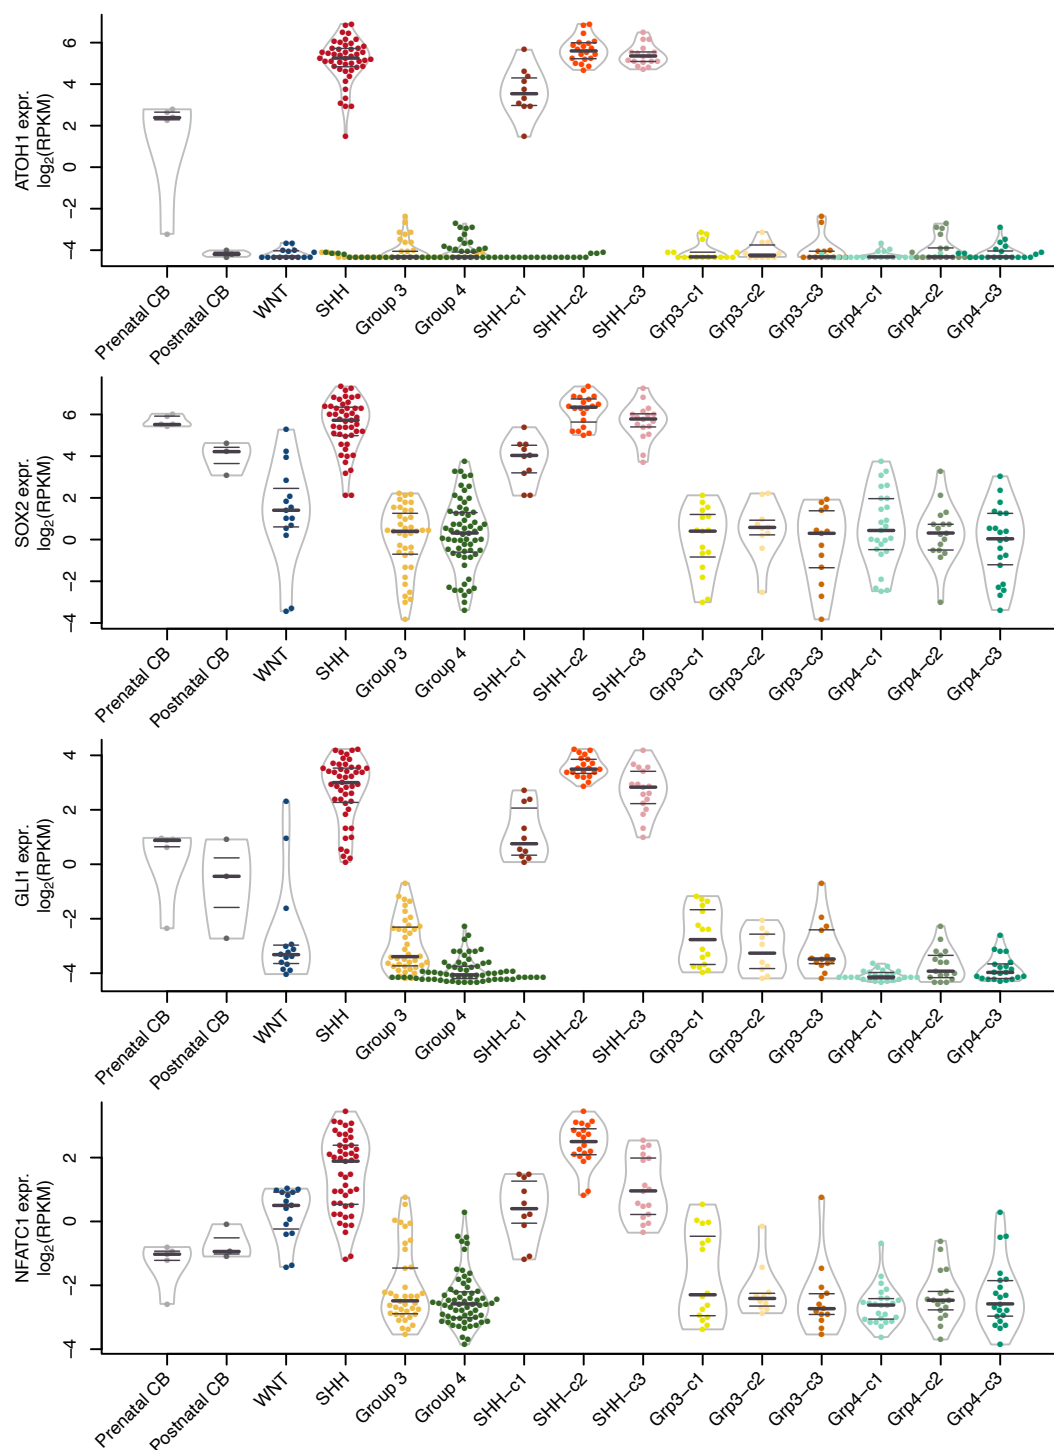 ATOH1 expr.
log₂(RPKM)
6
4
2
0
−2
−4
Prenatal CB
Postnatal CB
WNT
SHH
Group 3
Group 4
SHH−c1
SHH−c2
SHH−c3
Grp3−c1
Grp3−c2
Grp3−c3
Grp4−c1
Grp4−c2
Grp4−c3
SOX2 expr.
log₂(RPKM)
6
4
2
0
−2
−4
Prenatal CB
Postnatal CB
WNT
SHH
Group 3
Group 4
SHH−c1
SHH−c2
SHH−c3
Grp3−c1
Grp3−c2
Grp3−c3
Grp4−c1
Grp4−c2
Grp4−c3
GLI1 expr.
log₂(RPKM)
4
2
0
−2
−4
Prenatal CB
Postnatal CB
WNT
SHH
Group 3
Group 4
SHH−c1
SHH−c2
SHH−c3
Grp3−c1
Grp3−c2
Grp3−c3
Grp4−c1
Grp4−c2
Grp4−c3
NFATC1 expr.
log₂(RPKM)
2
0
−2
−4
Prenatal CB
Postnatal CB
WNT
SHH
Group 3
Group 4
SHH−c1
SHH−c2
SHH−c3
Grp3−c1
Grp3−c2
Grp3−c3
Grp4−c1
Grp4−c2
Grp4−c3